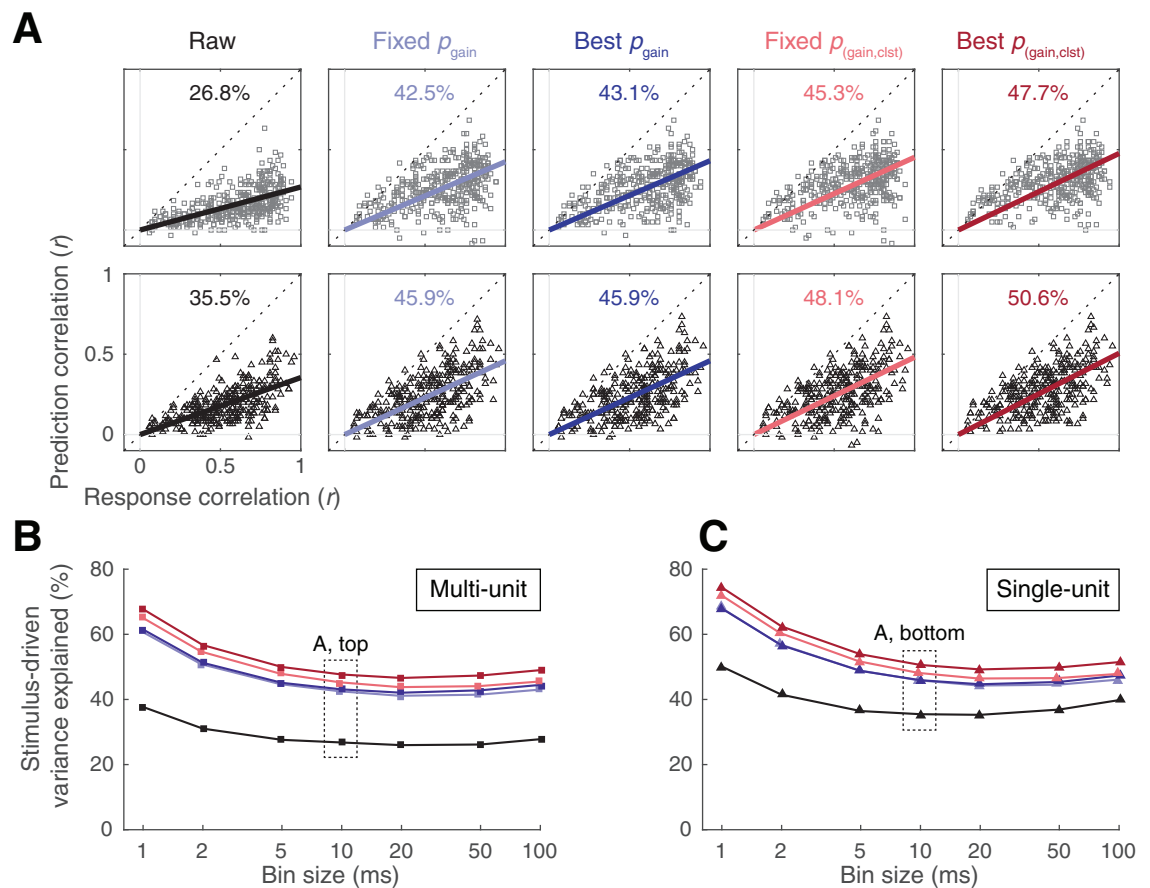 A
Raw
Fixed pgain
Best pgain
Fixed p(gain,clst)
Best p(gain,clst)
26.8%
42.5%
43.1%
45.3%
47.7%
35.5%
45.9%
45.9%
48.1%
50.6%
Prediction correlation (r)
1
0.5
0
0
0.5
1
Response correlation (r)
B
C
Stimulus-driven
variance explained (%)
80
60
40
20
0
Multi-unit
A, top
1
2
5
10
20
50
100
Bin size (ms)
80
60
40
20
0
Single-unit
A, bottom
1
2
5
10
20
50
100
Bin size (ms)